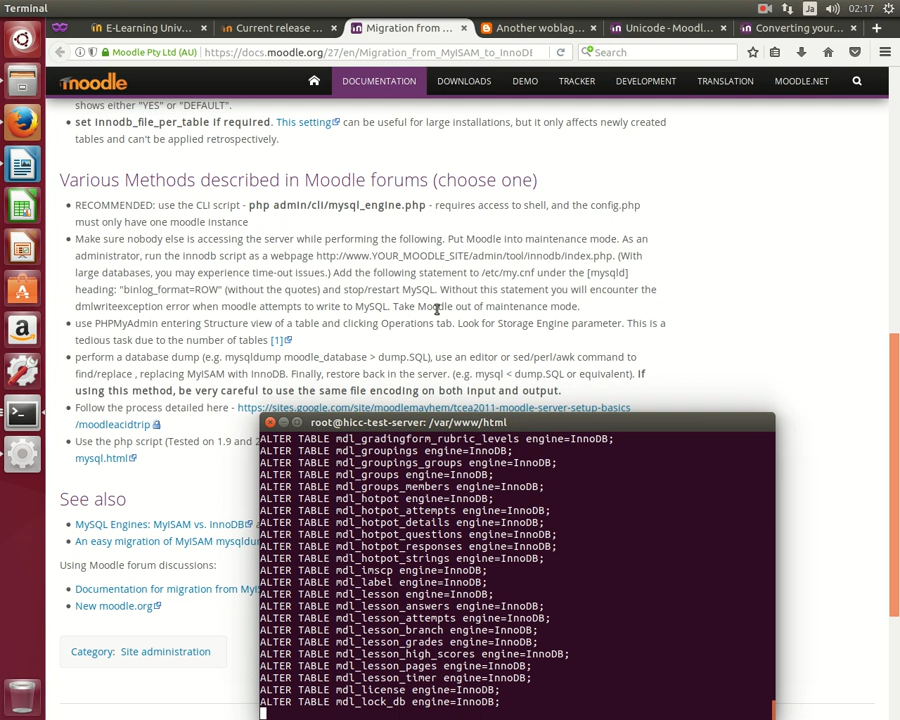 Terminal
Ja
02:17
E-Learning Univ...
Current release ...
Migration from ...
Another woblag...
Unicode - Moodl...
Converting your...
Moodle Pty Ltd (AU)
https://docs.moodle.org/27/en/Migration_from_MyISAM_to_InnoDB
Search
moodle
DOCUMENTATION
DOWNLOADS
DEMO
TRACKER
DEVELOPMENT
TRANSLATION
MOODLE.NET
shows either "YES" or "DEFAULT".
set innodb_file_per_table if required. This setting can be useful for large installations, but it only affects newly created
tables and can't be applied retrospectively.
Various Methods described in Moodle forums (choose one)
RECOMMENDED: use the CLI script - php admin/cli/mysql_engine.php - requires access to shell, and the config.php
must only have one moodle instance
Make sure nobody else is accessing the server while performing the following. Put Moodle into maintenance mode. As an
administrator, run the innodb script as a webpage http://www.YOUR_MOODLE_SITE/admin/tool/innodb/index.php. (With
large databases, you may experience time-out issues.) Add the following statement to /etc/my.cnf under the [mysqld]
heading: "binlog_format=ROW" (without the quotes) and stop/restart MySQL. Without this statement you will encounter the
dmlwriteexception error when moodle attempts to write to MySQL. Take Moodle out of maintenance mode.
use PHPMyAdmin entering Structure view of a table and clicking Operations tab. Look for Storage Engine parameter. This is a
tedious task due to the number of tables [1]
perform a database dump (e.g. mysqldump moodle_database > dump.SQL), use an editor or sed/perl/awk command to
find/replace , replacing MyISAM with InnoDB. Finally, restore back in the server. (e.g. mysql < dump.SQL or equivalent). If
using this method, be very careful to use the same file encoding on both input and output.
Follow the process detailed here - https://sites.google.com/site/moodlemayhem/tcea2011-moodle-server-setup-basics
/moodleacidtrip
Use the php script (Tested on 1.9 and 2
mysql.html
See also
MySQL Engines: MyISAM vs. InnoDB a
An easy migration of MyISAM mysqldu
Using Moodle forum discussions:
Documentation for migration from MyI
New moodle.org
Category: Site administration
root@hicc-test-server: /var/www/html
ALTER TABLE mdl_gradingform_rubric_levels engine=InnoDB;
ALTER TABLE mdl_groupings engine=InnoDB;
ALTER TABLE mdl_groupings_groups engine=InnoDB;
ALTER TABLE mdl_groups engine=InnoDB;
ALTER TABLE mdl_groups_members engine=InnoDB;
ALTER TABLE mdl_hotpot engine=InnoDB;
ALTER TABLE mdl_hotpot_attempts engine=InnoDB;
ALTER TABLE mdl_hotpot_details engine=InnoDB;
ALTER TABLE mdl_hotpot_questions engine=InnoDB;
ALTER TABLE mdl_hotpot_responses engine=InnoDB;
ALTER TABLE mdl_hotpot_strings engine=InnoDB;
ALTER TABLE mdl_imscp engine=InnoDB;
ALTER TABLE mdl_label engine=InnoDB;
ALTER TABLE mdl_lesson engine=InnoDB;
ALTER TABLE mdl_lesson_answers engine=InnoDB;
ALTER TABLE mdl_lesson_attempts engine=InnoDB;
ALTER TABLE mdl_lesson_branch engine=InnoDB;
ALTER TABLE mdl_lesson_grades engine=InnoDB;
ALTER TABLE mdl_lesson_high_scores engine=InnoDB;
ALTER TABLE mdl_lesson_pages engine=InnoDB;
ALTER TABLE mdl_lesson_timer engine=InnoDB;
ALTER TABLE mdl_license engine=InnoDB;
ALTER TABLE mdl_lock_db engine=InnoDB;